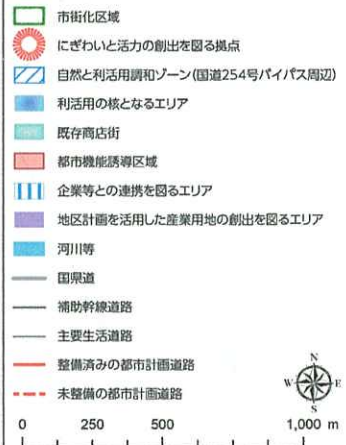 市街化区域
にぎわいと活力の創出を図る拠点
自然と利活用調和ゾーン(国道254号バイパス周辺)
利活用の核となるエリア
既存商店街
都市機能誘導区域
企業等との連携を図るエリア
地区計画を活用した産業用地の創出を図るエリア
河川等
国県道
補助幹線道路
主要生活道路
整備済みの都市計画道路
未整備の都市計画道路
N
W E
S
0 250 500 1,000 m